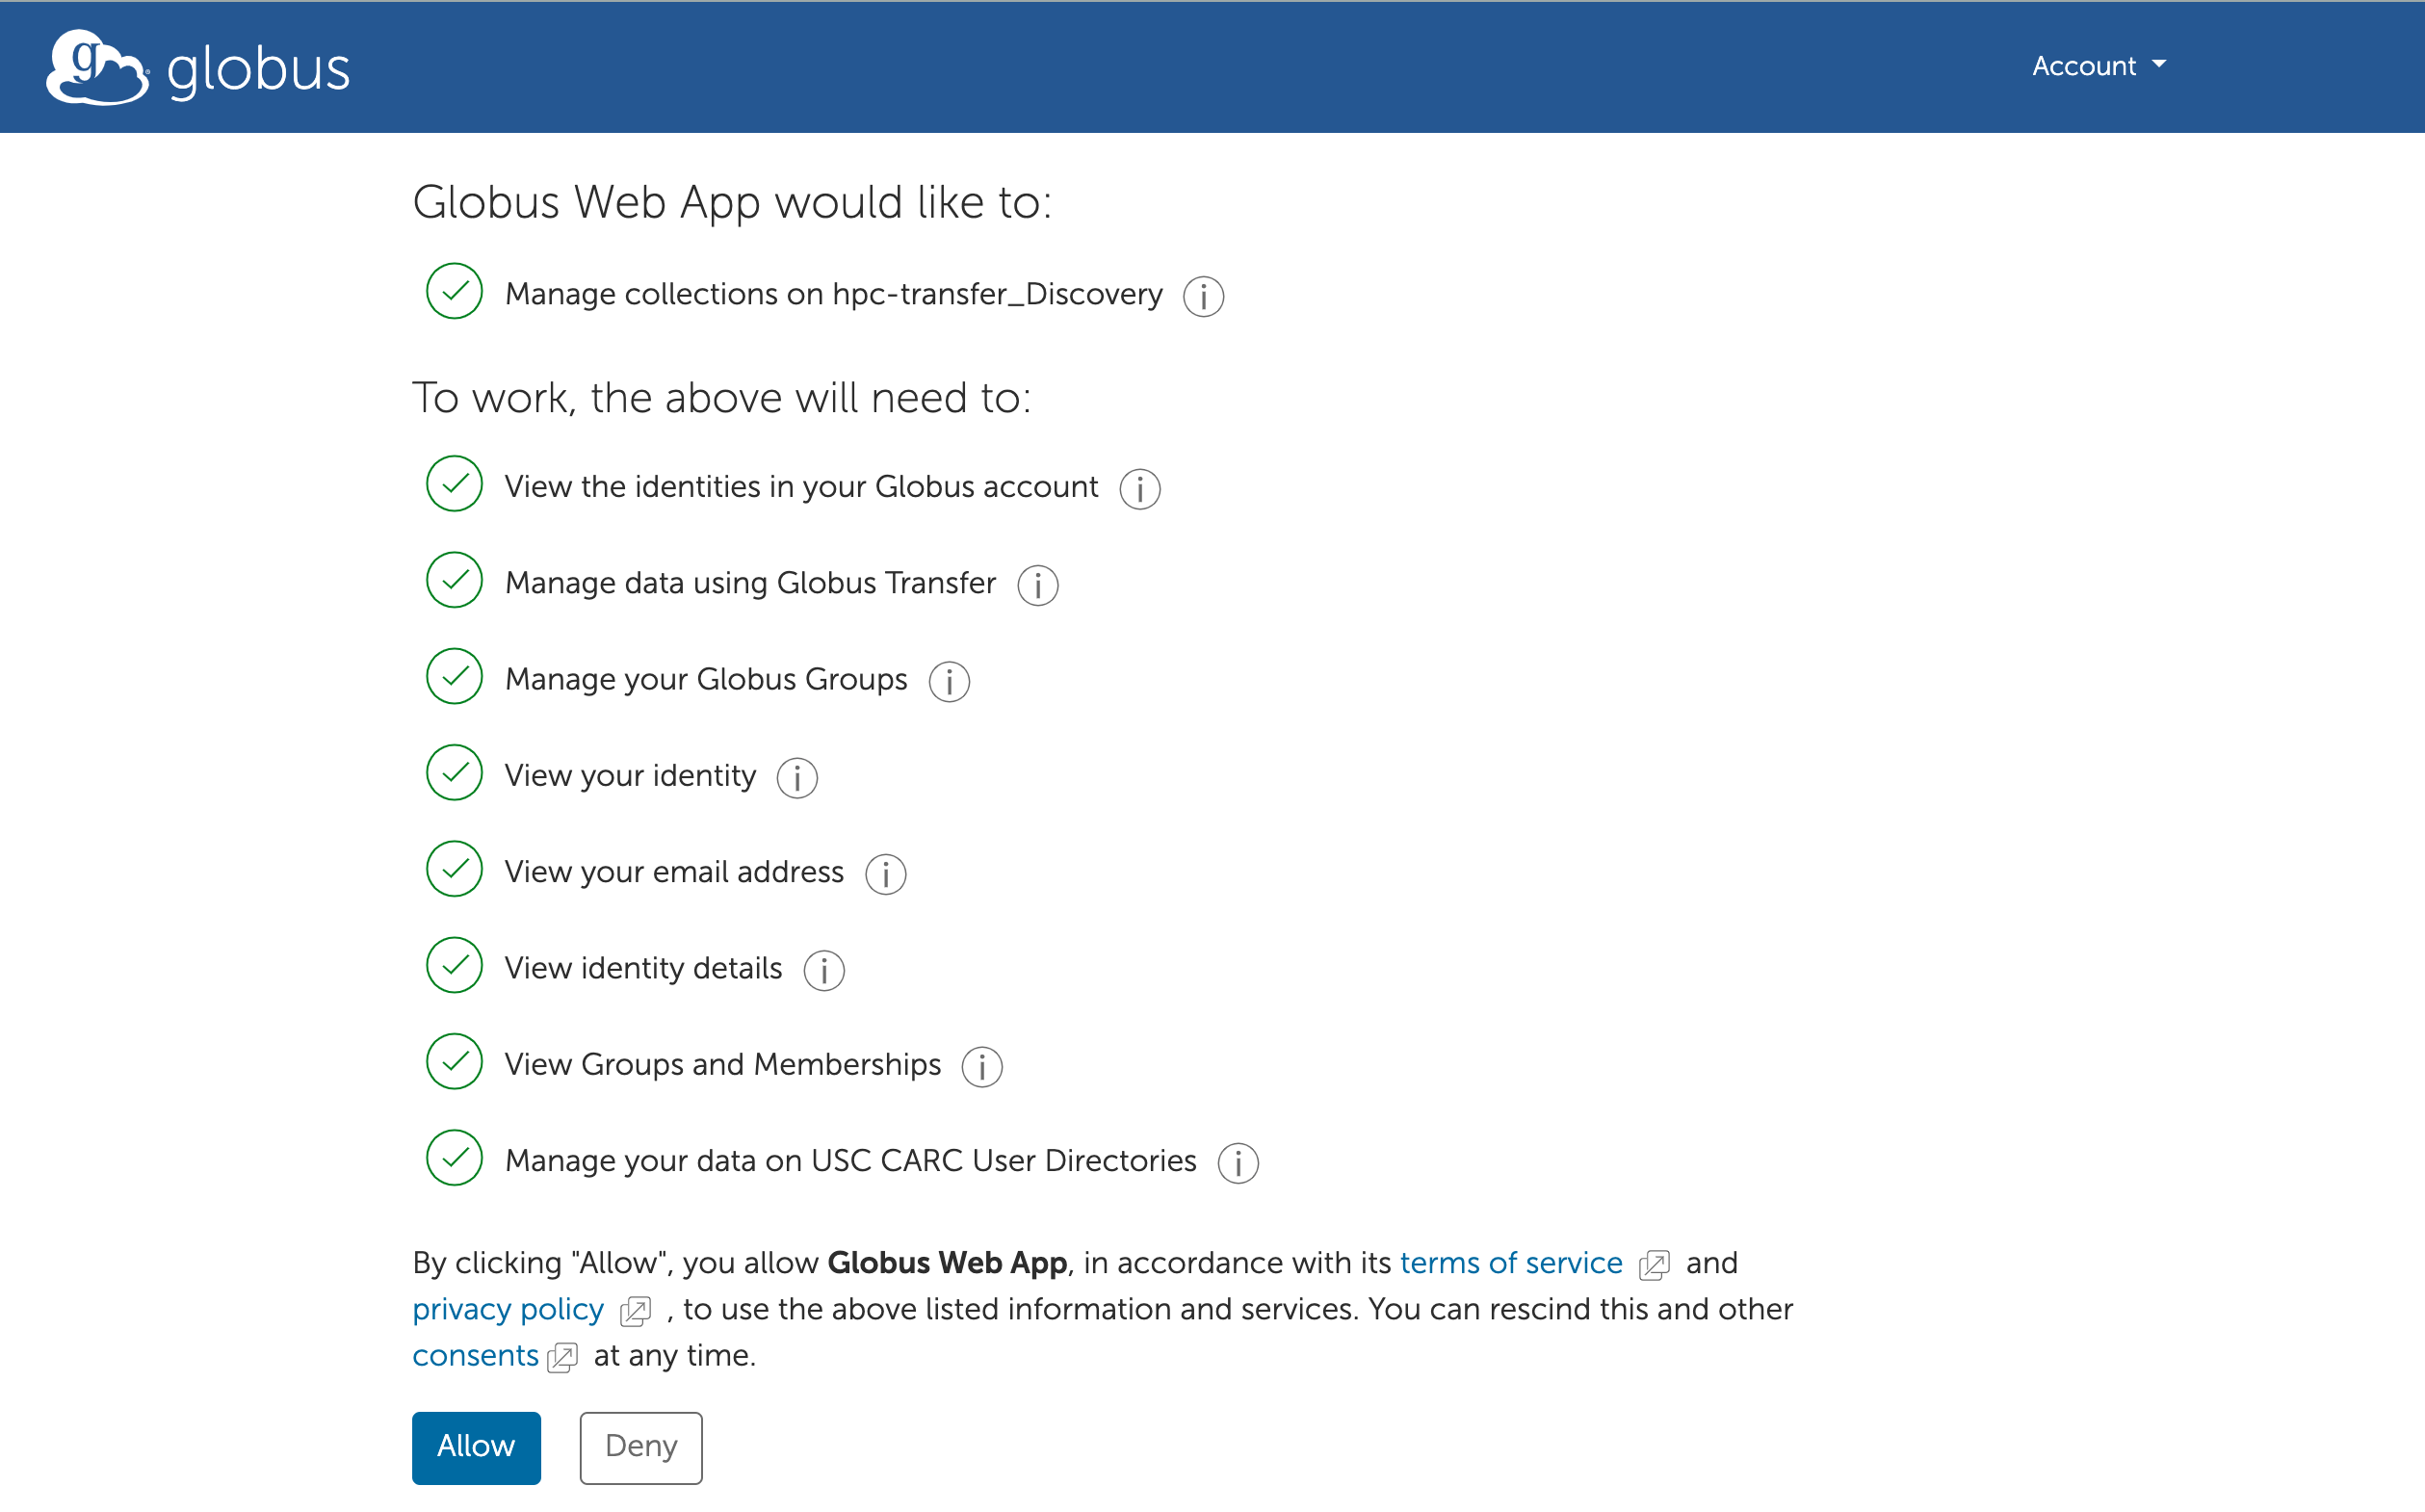 globus
Account
Globus Web App would like to:
Manage collections on hpc-transfer_Discovery
To work, the above will need to:
View the identities in your Globus account
Manage data using Globus Transfer
Manage your Globus Groups
View your identity
View your email address
View identity details
View Groups and Memberships
Manage your data on USC CARC User Directories
By clicking "Allow", you allow Globus Web App, in accordance with its terms of service and
privacy policy , to use the above listed information and services. You can rescind this and other
consents at any time.
Allow Deny